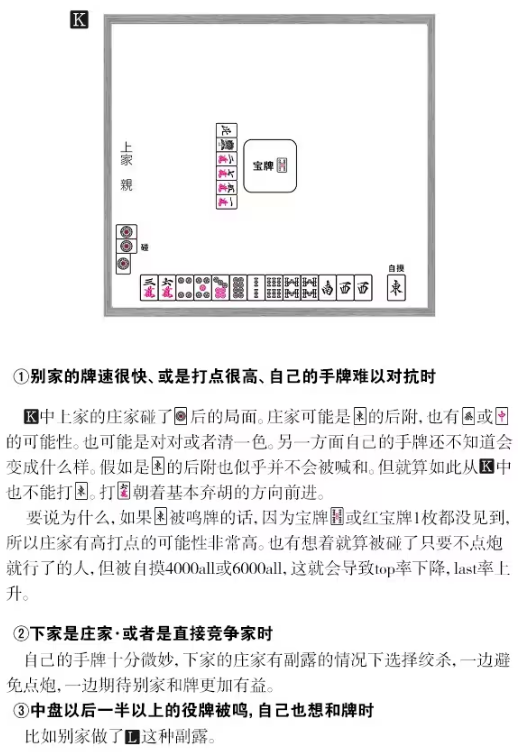 K
上家 親
北
宝牌
碰
自摸
三萬 六萬 南 西 西 東
①别家的牌速很快、或是打点很高、自己的手牌难以对抗时
K中上家的庄家碰了后的局面。庄家可能是東的后附,也有或中
的可能性。也可能是对对或者清一色。另一方面自己的手牌还不知道会
变成什么样。假如是東的后附也似乎并不会被喊和。但就算如此从K中
也不能打東。打朝着基本弃胡的方向前进。
要说为什么,如果東被鸣牌的话,因为宝牌或红宝牌1枚都没见到,
所以庄家有高打点的可能性非常高。也有想着就算被碰了只要不点炮
就行了的人,但被自摸4000all或6000all,这就会导致top率下降,last率上
升。
②下家是庄家·或者是直接竞争家时
自己的手牌十分微妙,下家的庄家有副露的情况下选择绞杀,一边避
免点炮,一边期待别家和牌更加有益。
③中盘以后一半以上的役牌被鸣,自己也想和牌时
比如别家做了L这种副露。